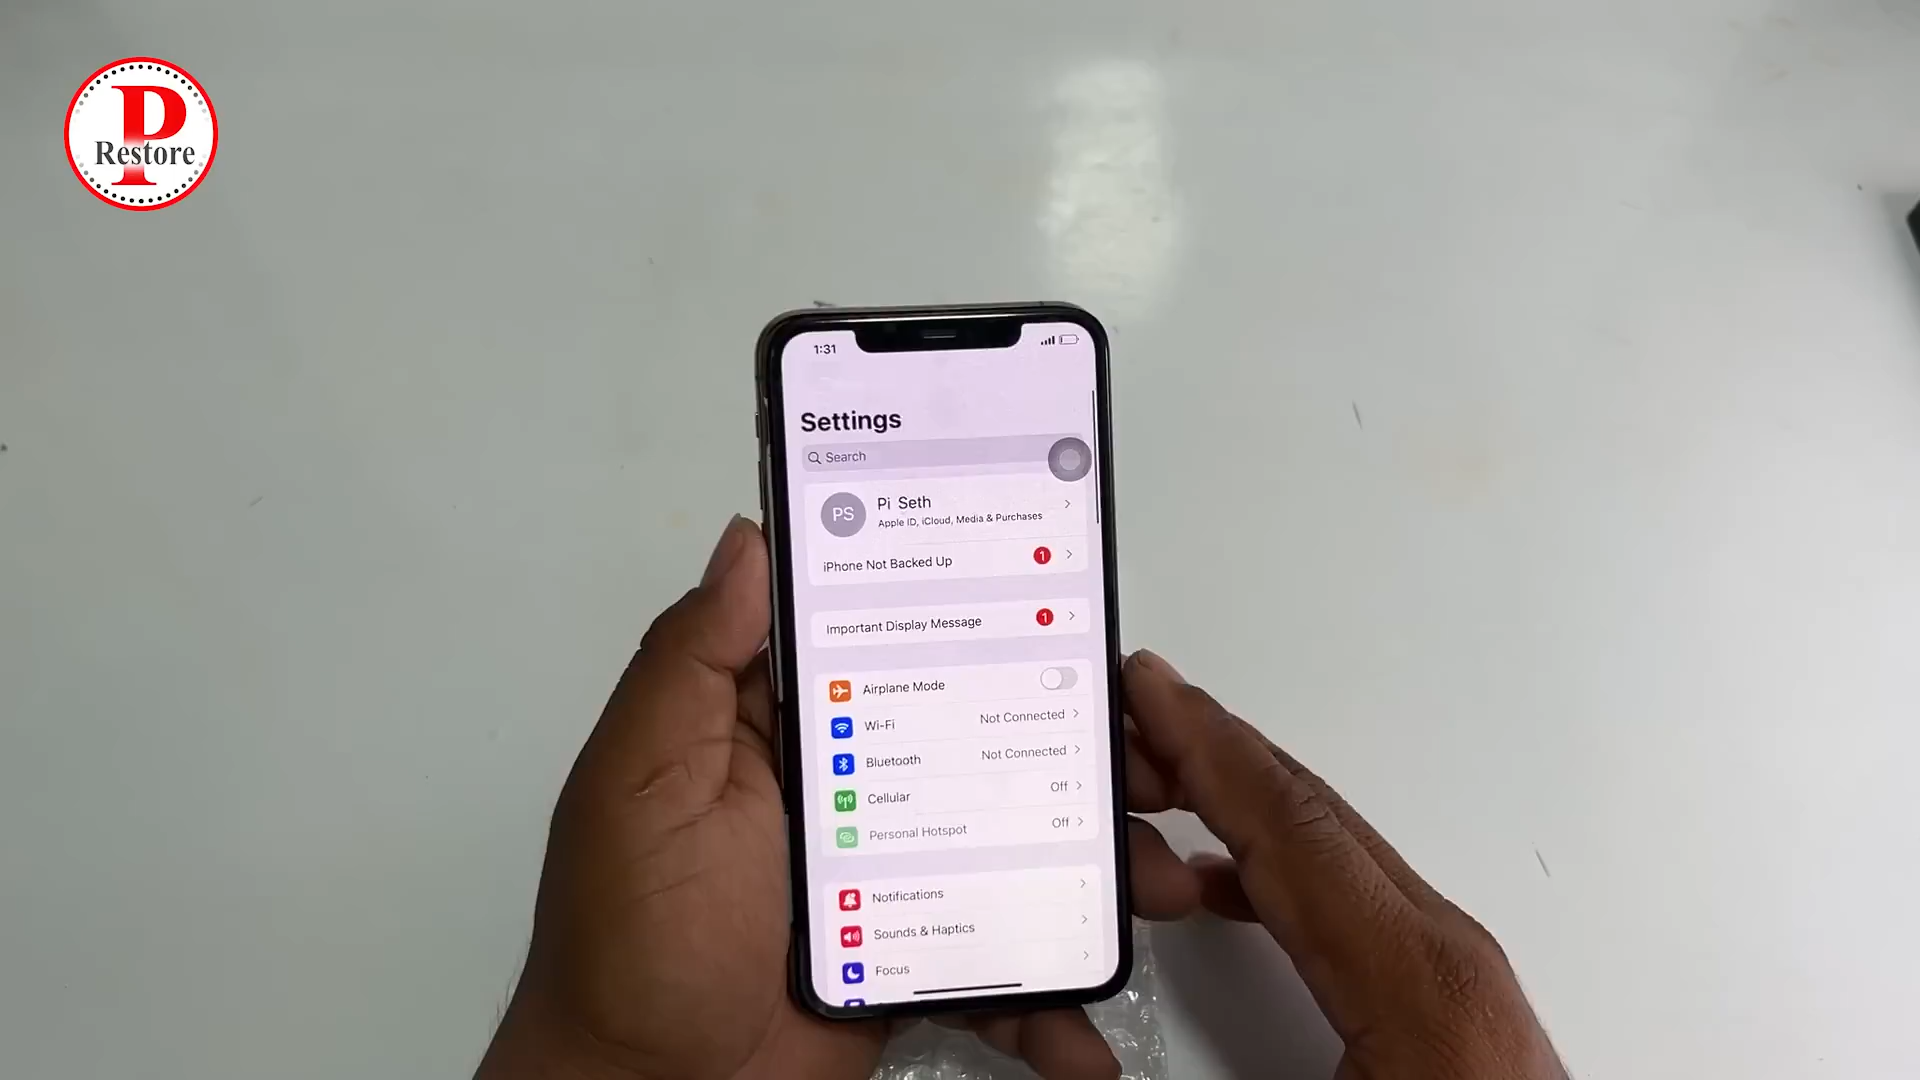 P
Restore
1:31
Settings
Search
PS
Pi Seth
Apple ID, iCloud, Media & Purchases
iPhone Not Backed Up 1
Important Display Message 1
Airplane Mode
Wi-Fi Not Connected
Bluetooth Not Connected
Cellular Off
Personal Hotspot Off
Notifications
Sounds & Haptics
Focus